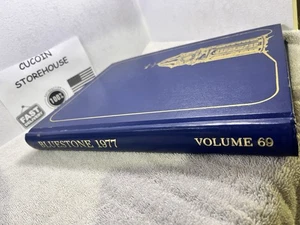 CUCOIN
STOREHOUSE
FAST
BLUESTONE 1977
VOLUME 69